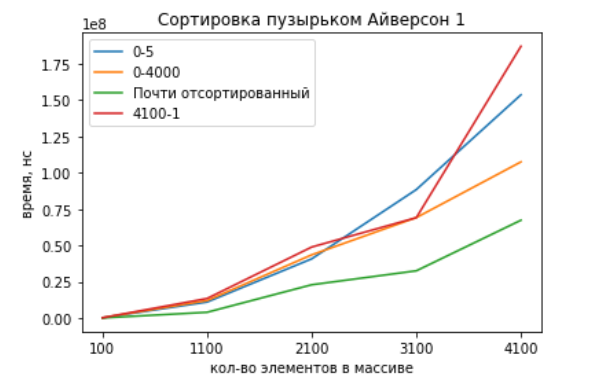 Сортировка пузырьком Айверсон 1
1e8
0-5
0-4000
Почти отсортированный
4100-1
1.75
1.50
1.25
1.00
0.75
0.50
0.25
0.00
время, нс
100 1100 2100 3100 4100
кол-во элементов в массиве